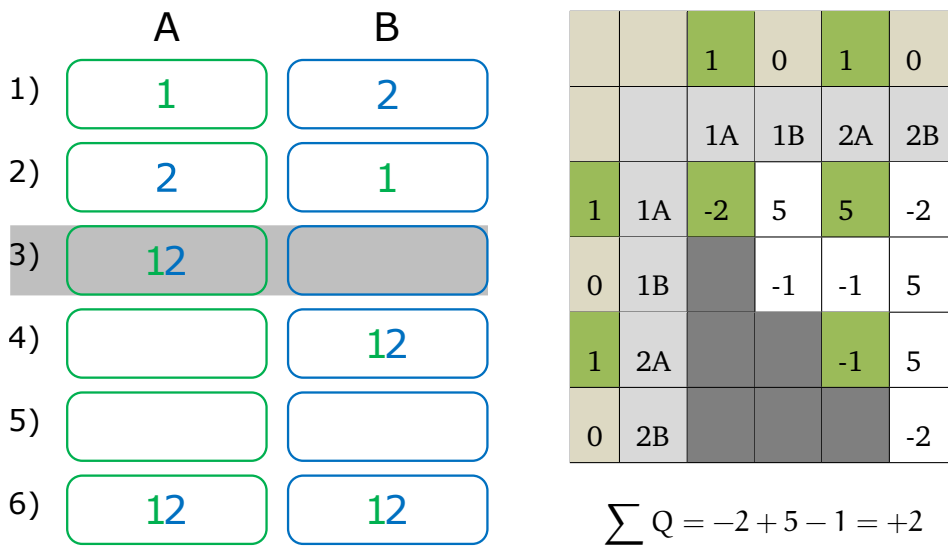 A B
1) 1 2
2) 2 1
3) 12
4) 12
5)
6) 12 12
1 0 1 0
1A 1B 2A 2B
1 1A -2 5 5 -2
0 1B -1 -1 5
1 2A -1 5
0 2B -2
∑ Q = −2 + 5 − 1 = +2